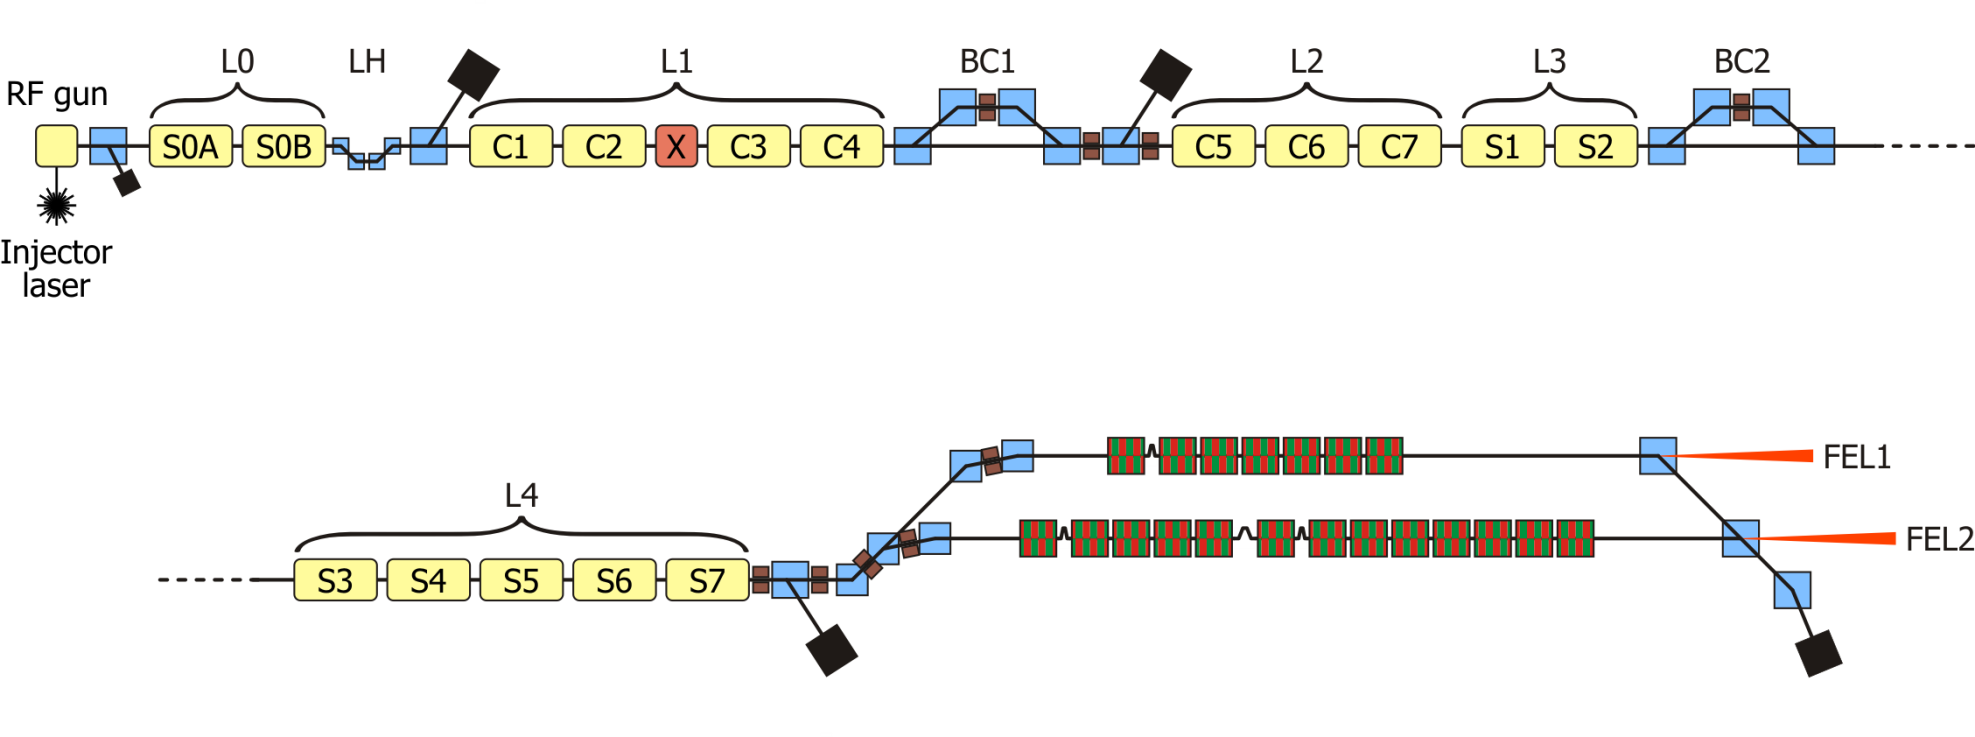 L0
LH
L1
BC1
L2
L3
BC2
RF gun
S0A
S0B
C1
C2
X
C3
C4
C5
C6
C7
S1
S2
Injector
laser
FEL1
L4
FEL2
S3
S4
S5
S6
S7